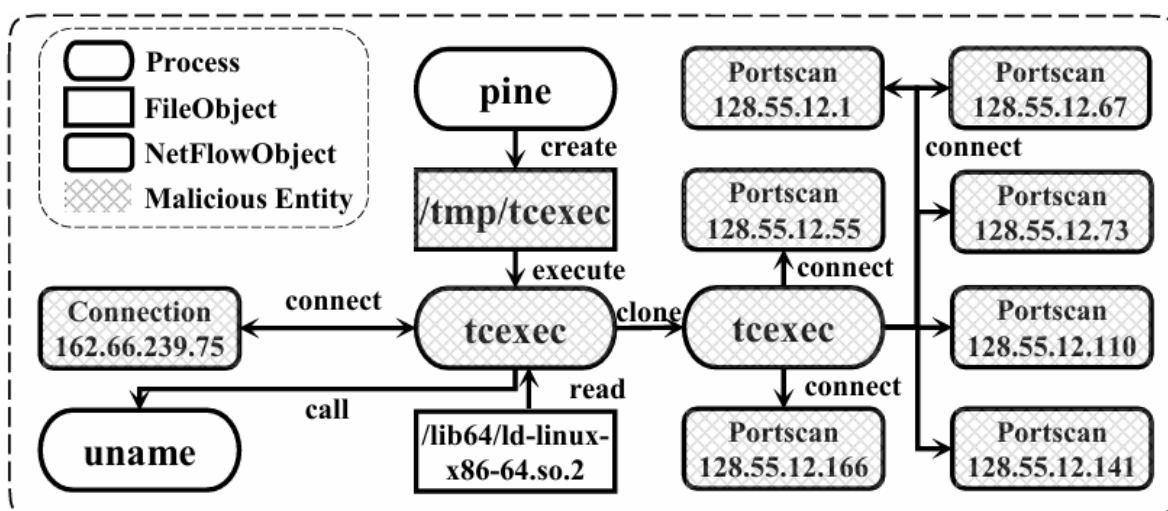 Process
FileObject
NetFlowObject
Malicious Entity
pine
create
/tmp/tcexec
execute
Connection
162.66.239.75
connect
tcexec
clone
tcexec
call
read
uname
/lib64/ld-linux-
x86-64.so.2
Portscan
128.55.12.1
Portscan
128.55.12.67
connect
Portscan
128.55.12.55
connect
Portscan
128.55.12.73
Portscan
128.55.12.110
connect
Portscan
128.55.12.166
Portscan
128.55.12.141